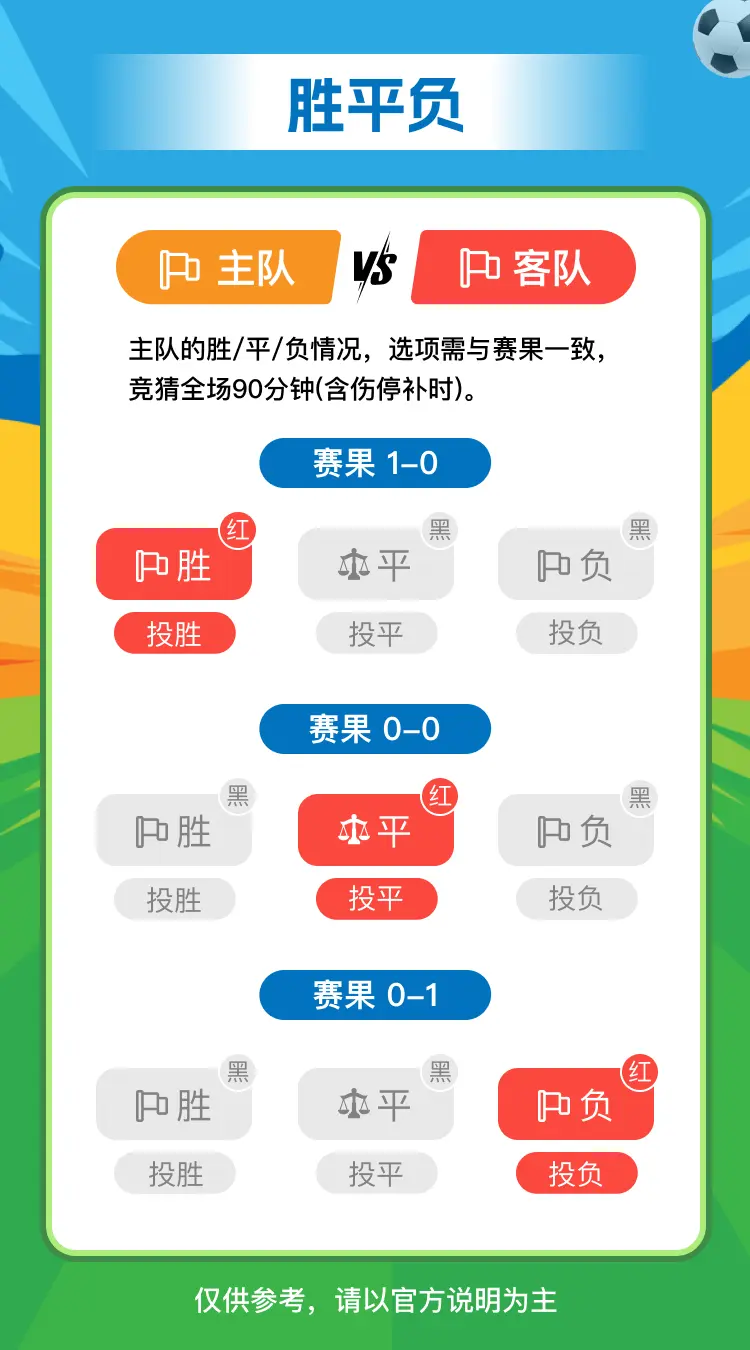 胜平负
主队 VS 客队
主队的胜/平/负情况，选项需与赛果一致，
竞猜全场90分钟(含伤停补时)。
赛果 1–0
红 黑 黑
胜 平 负
投胜 投平 投负
赛果 0–0
黑 红 黑
胜 平 负
投胜 投平 投负
赛果 0–1
黑 黑 红
胜 平 负
投胜 投平 投负
仅供参考，请以官方说明为主